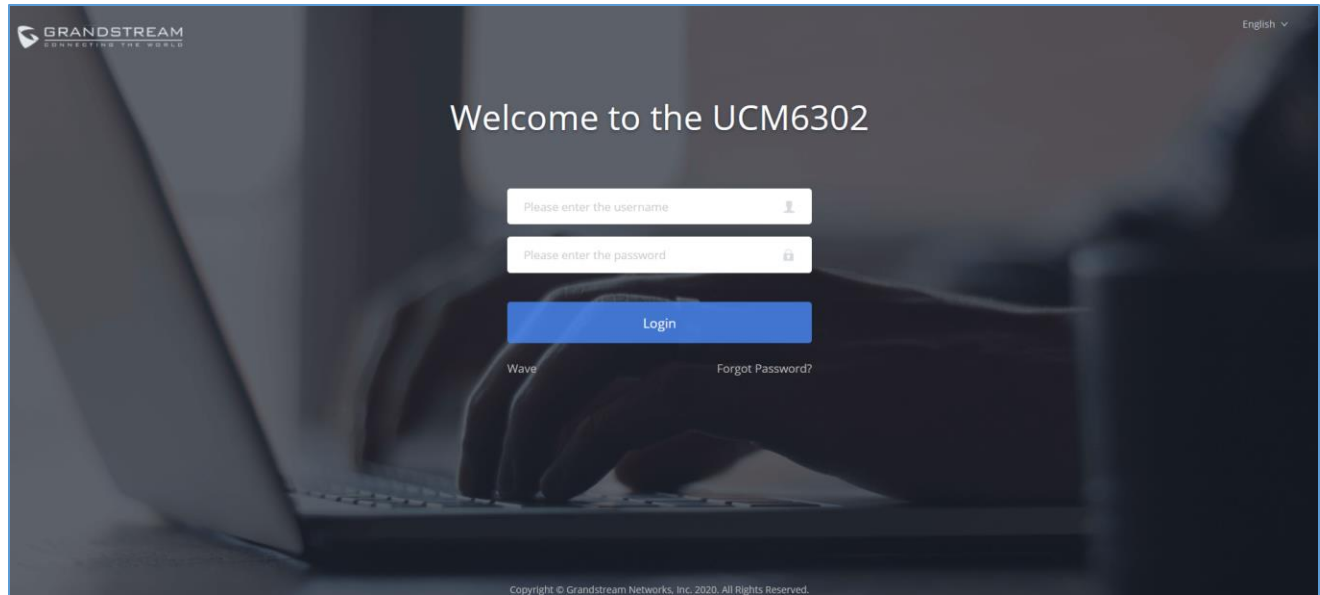 GRANDSTREAM
CONNECTING THE WORLD
English
Welcome to the UCM6302
Please enter the username
Please enter the password
Login
Wave Forgot Password?
Copyright © Grandstream Networks, Inc. 2020. All Rights Reserved.